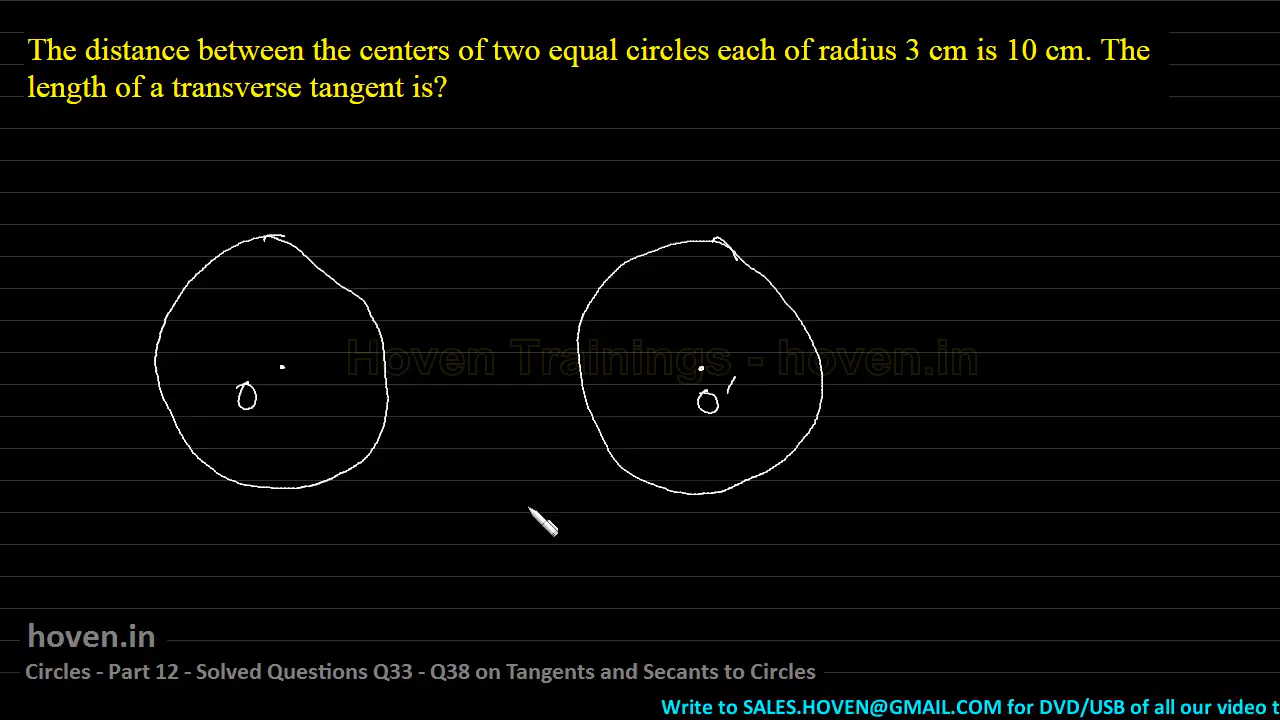 The distance between the centers of two equal circles each of radius 3 cm is 10 cm. The
length of a transverse tangent is?
Hoven Trainings - hoven.in
O
O'
hoven.in
Circles - Part 12 - Solved Questions Q33 - Q38 on Tangents and Secants to Circles
Write to SALES.HOVEN@GMAIL.COM for DVD/USB of all our video t